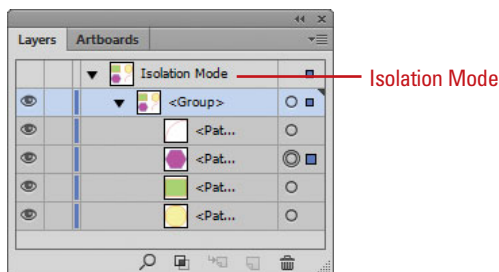 Layers Artboards
Isolation Mode
Isolation Mode
<Group>
<Pat...
<Pat...
<Pat...
<Pat...